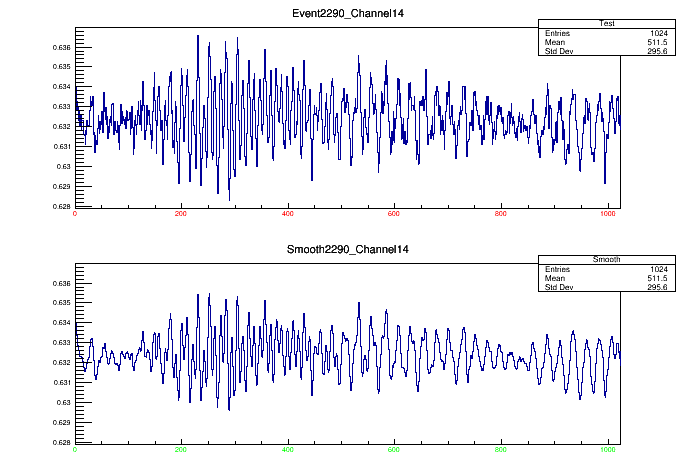 Event2290_Channel14
Test
Entries 1024
Mean 511.5
Std Dev 295.6
0.636
0.635
0.634
0.633
0.632
0.631
0.63
0.629
0.628
0 200 400 600 800 1000
Smooth2290_Channel14
Smooth
Entries 1024
Mean 511.5
Std Dev 295.6
0.636
0.635
0.634
0.633
0.632
0.631
0.63
0.629
0.628
0 200 400 600 800 1000